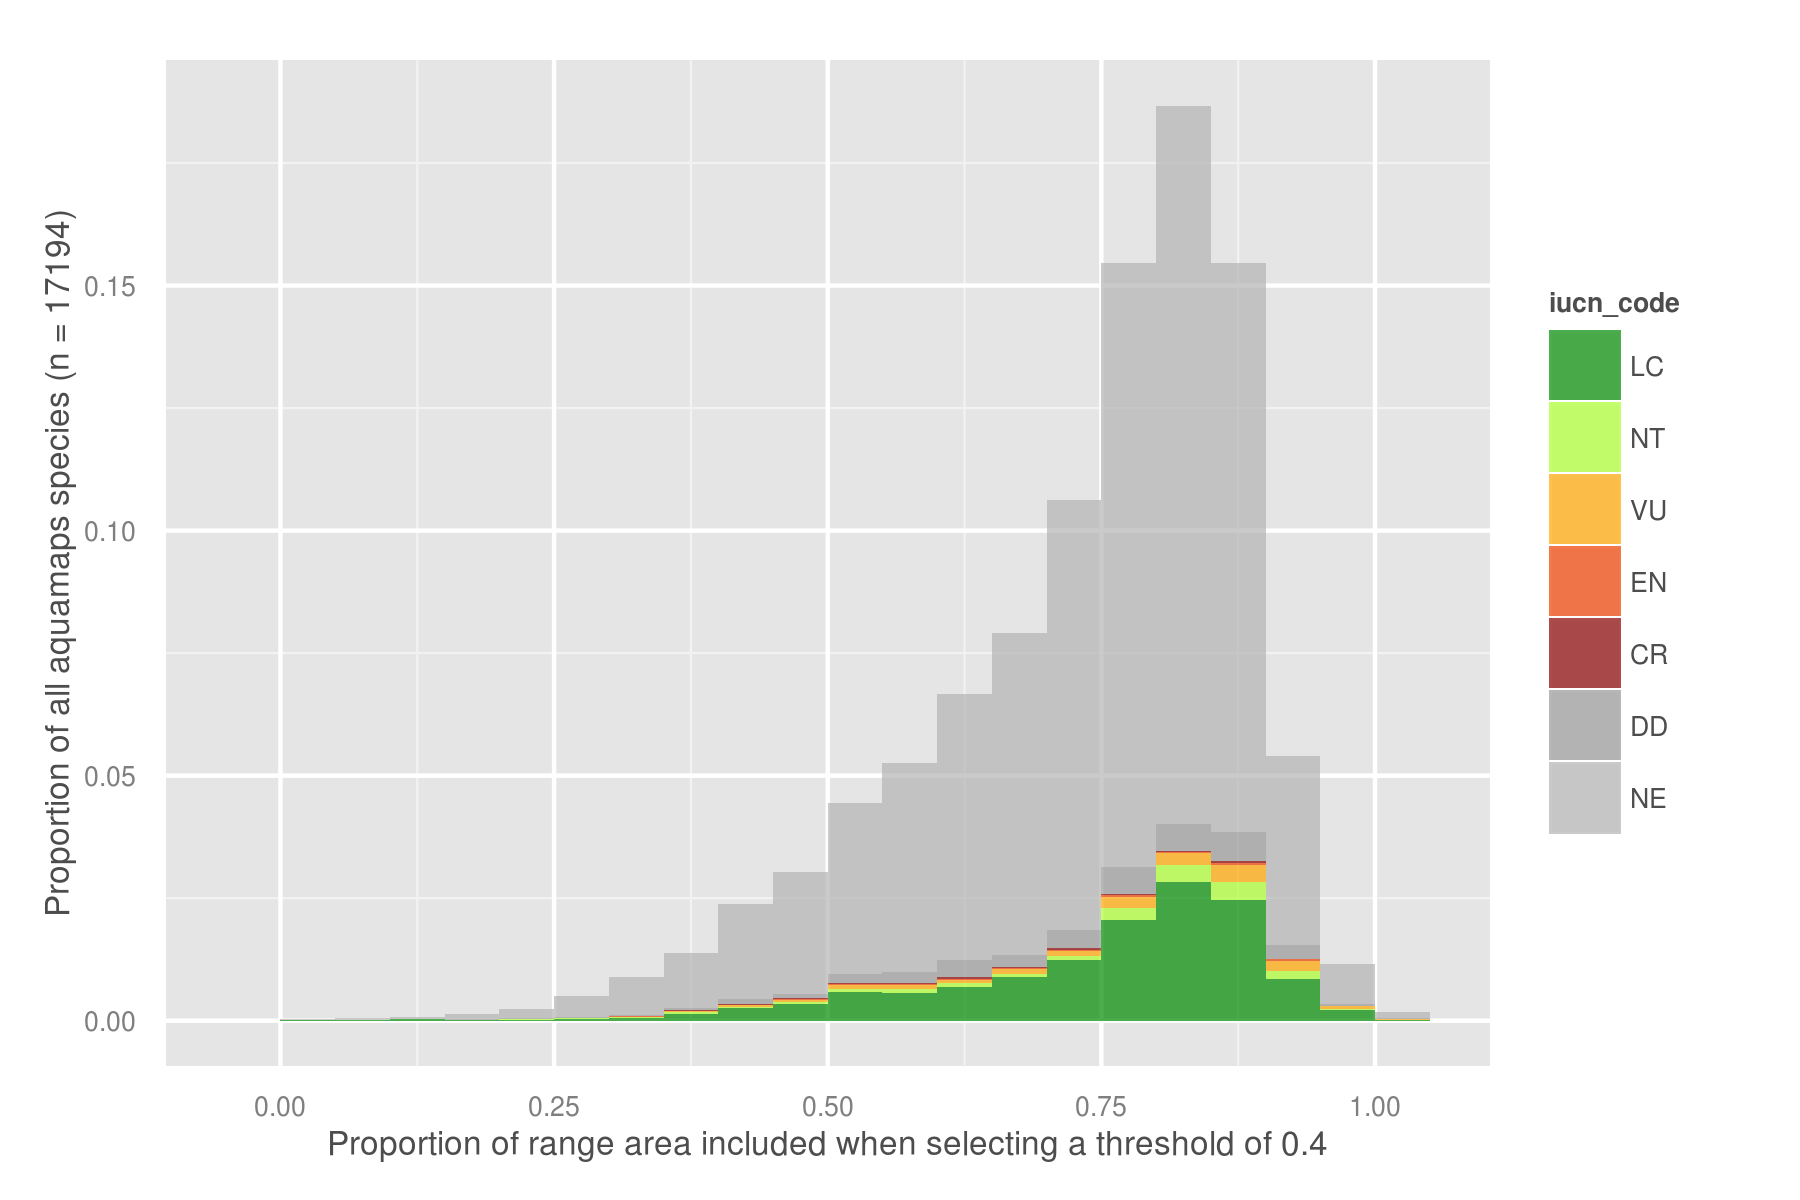 Proportion of all aquamaps species (n = 17194)
0.15
0.10
0.05
0.00
0.00
0.25
0.50
0.75
1.00
Proportion of range area included when selecting a threshold of 0.4
iucn_code
LC
NT
VU
EN
CR
DD
NE